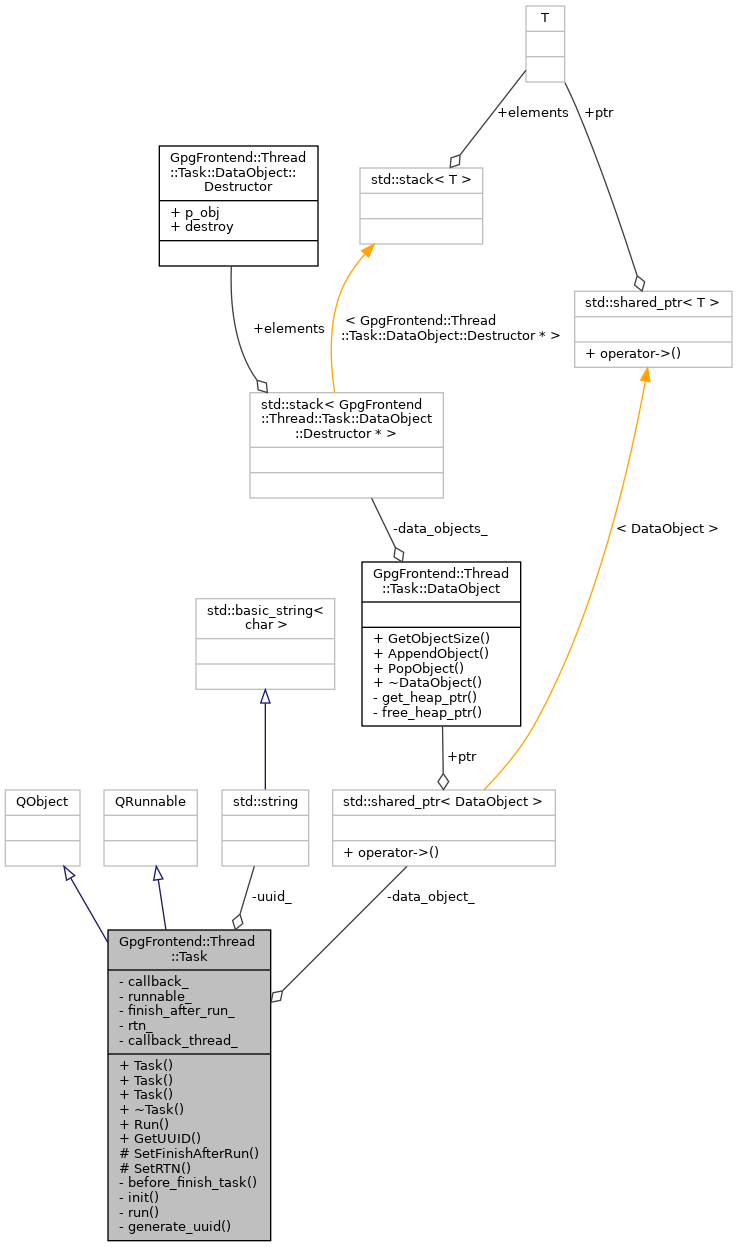 T
+elements
+ptr
GpgFrontend::Thread
::Task::DataObject::
Destructor
+ p_obj
+ destroy
std::stack< T >
std::shared_ptr< T >
+ operator->()
+elements
< GpgFrontend::Thread
::Task::DataObject::Destructor * >
std::stack< GpgFrontend
::Thread::Task::DataObject
::Destructor * >
-data_objects_
< DataObject >
GpgFrontend::Thread
::Task::DataObject
+ GetObjectSize()
+ AppendObject()
+ PopObject()
+ ~DataObject()
- get_heap_ptr()
- free_heap_ptr()
std::basic_string<
char >
+ptr
QObject
QRunnable
std::string
std::shared_ptr< DataObject >
+ operator->()
-uuid_
-data_object_
GpgFrontend::Thread
::Task
- callback_
- runnable_
- finish_after_run_
- rtn_
- callback_thread_
+ Task()
+ Task()
+ Task()
+ ~Task()
+ Run()
+ GetUUID()
# SetFinishAfterRun()
# SetRTN()
- before_finish_task()
- init()
- run()
- generate_uuid()